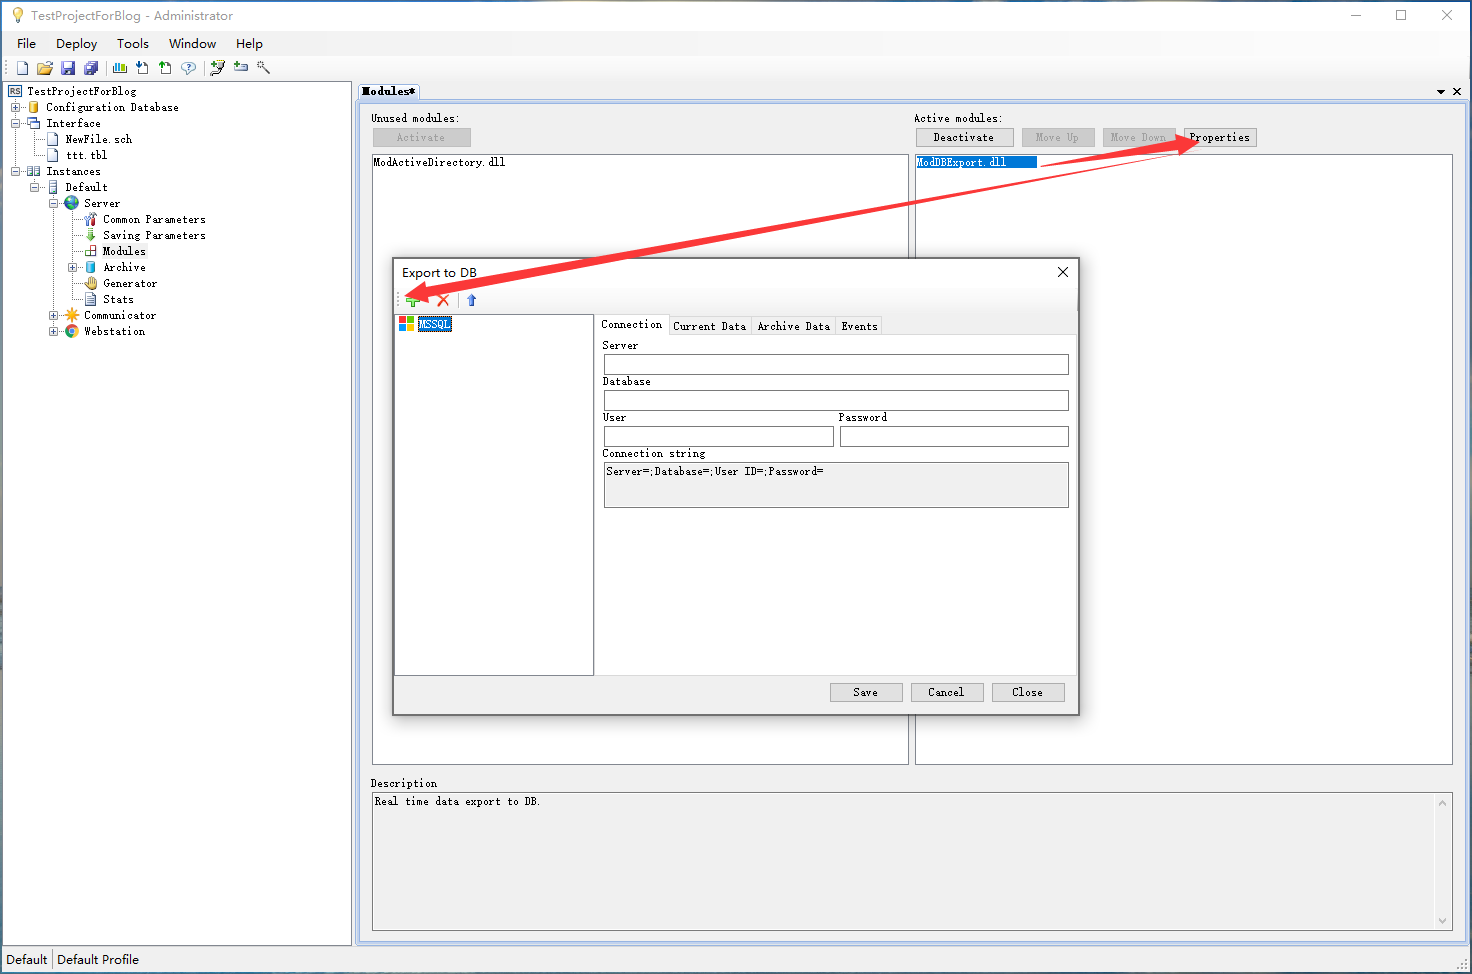 TestProjectForBlog - Administrator
File Deploy Tools Window Help
RS TestProjectForBlog
Configuration Database
Interface
NewFile.sch
ttt.tbl
Instances
Default
Server
Common Parameters
Saving Parameters
Modules
Archive
Generator
Stats
Communicator
Webstation
Modules*
Unused modules:
Activate
ModActiveDirectory.dll
Active modules:
Deactivate Move Up Move Down Properties
ModDBExport.dll
Export to DB
MSSQL
Connection Current Data Archive Data Events
Server
Database
User Password
Connection string
Server=;Database=;User ID=;Password=
Save Cancel Close
Description
Real time data export to DB.
Default Default Profile